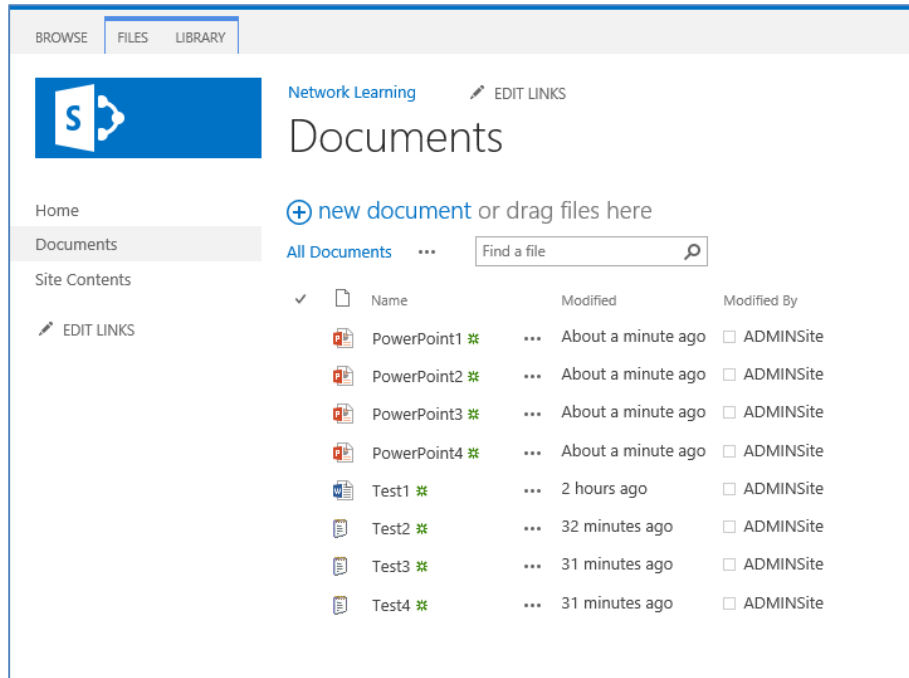 BROWSE FILES LIBRARY
S
Network Learning EDIT LINKS
Documents
Home
Documents
Site Contents
EDIT LINKS
+ new document or drag files here
All Documents ••• Find a file
Name Modified Modified By
PowerPoint1 ••• About a minute ago ADMINSite
PowerPoint2 ••• About a minute ago ADMINSite
PowerPoint3 ••• About a minute ago ADMINSite
PowerPoint4 ••• About a minute ago ADMINSite
Test1 ••• 2 hours ago ADMINSite
Test2 ••• 32 minutes ago ADMINSite
Test3 ••• 31 minutes ago ADMINSite
Test4 ••• 31 minutes ago ADMINSite